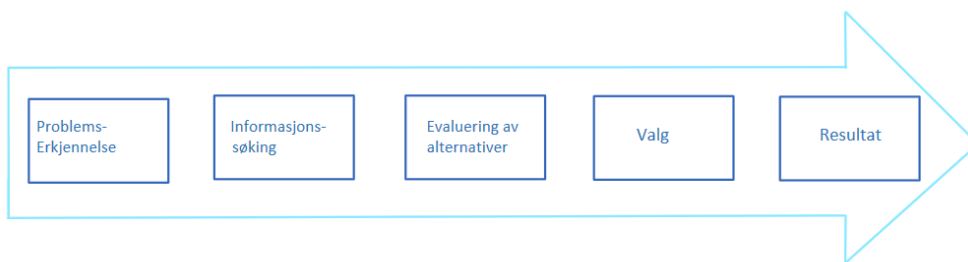 Problems-
Erkjennelse
Informasjons-
søking
Evaluering av
alternativer
Valg
Resultat